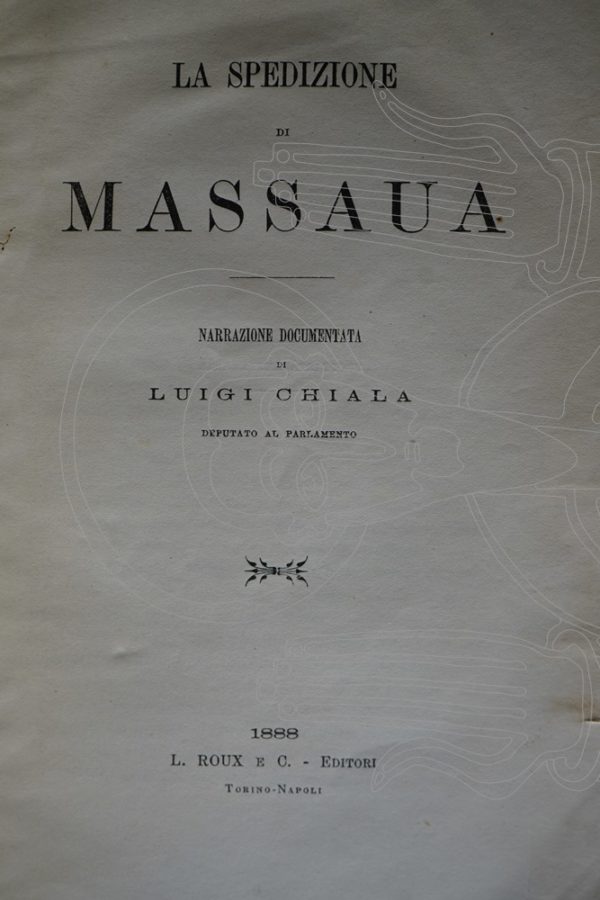 LA SPEDIZIONE
DI
MASSAUA
NARRAZIONE DOCUMENTATA
DI
LUIGI CHIALA
DEPUTATO AL PARLAMENTO
1888
L. ROUX E C. - EDITORI
TORINO-NAPOLI